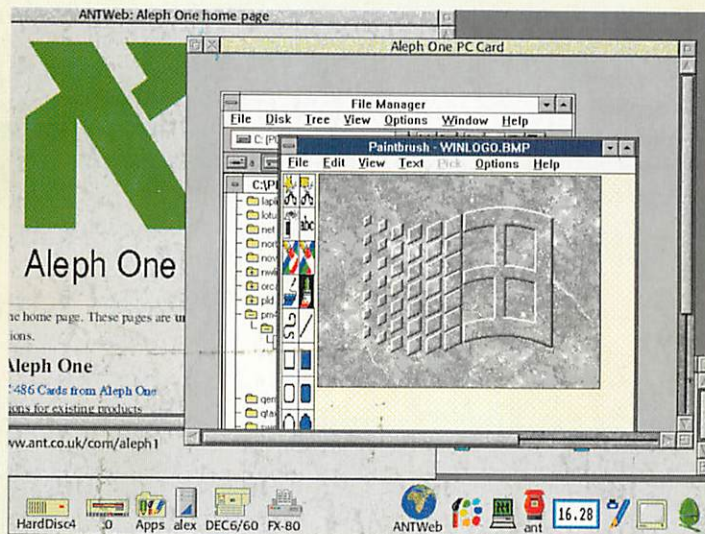 ANTWeb: Aleph One home page
Aleph One PC Card
File Manager
File Disk Tree View Options Window Help
C:
Paintbrush - WINLOGO.BMP
File Edit View Text Pick Options Help
a
abc
net
Aleph One
home page. These pages are
ions.
Aleph One
486 Cards from Aleph One
ions for existing products
ww.ant.co.uk/com/aleph1
HardDisc4 :0 Apps alex DEC6/60 FX-80 ANTWeb ant 16.28